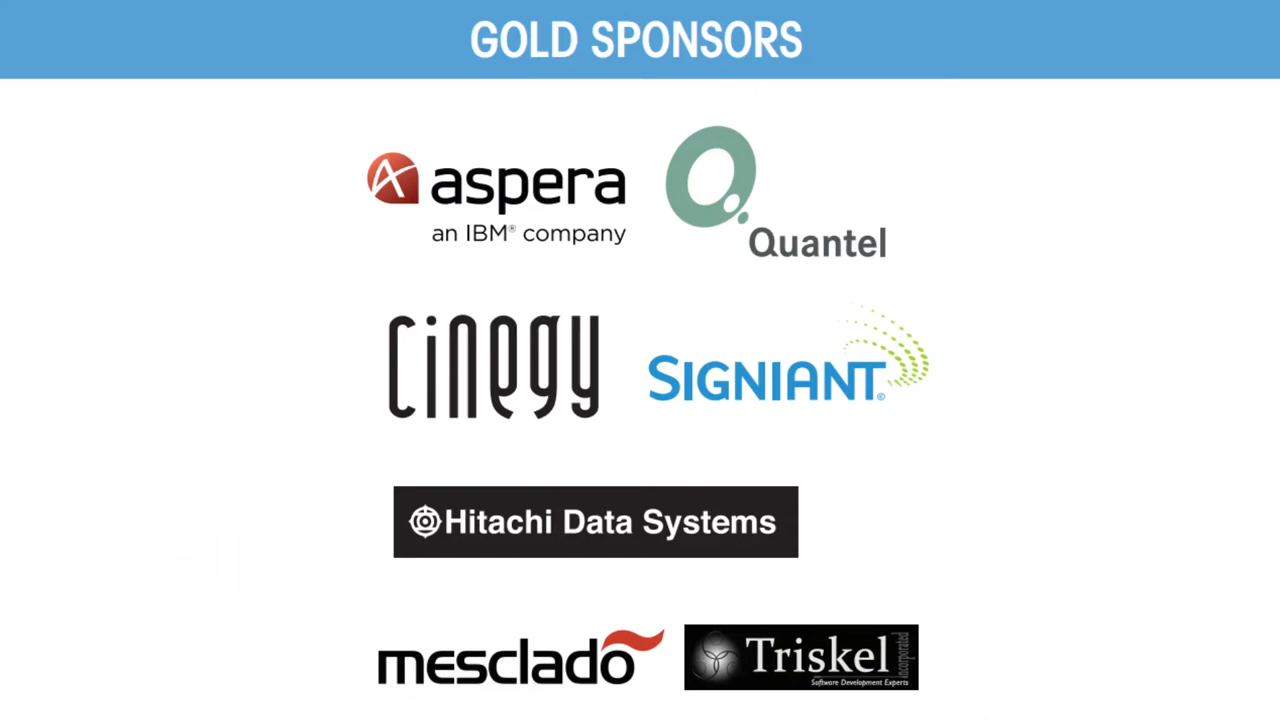 GOLD SPONSORS
aspera
an IBM® company
Quantel
cinegy
SIGNIANT©
Hitachi Data Systems
mesclado
Triskel
incorporated
Software Development Experts